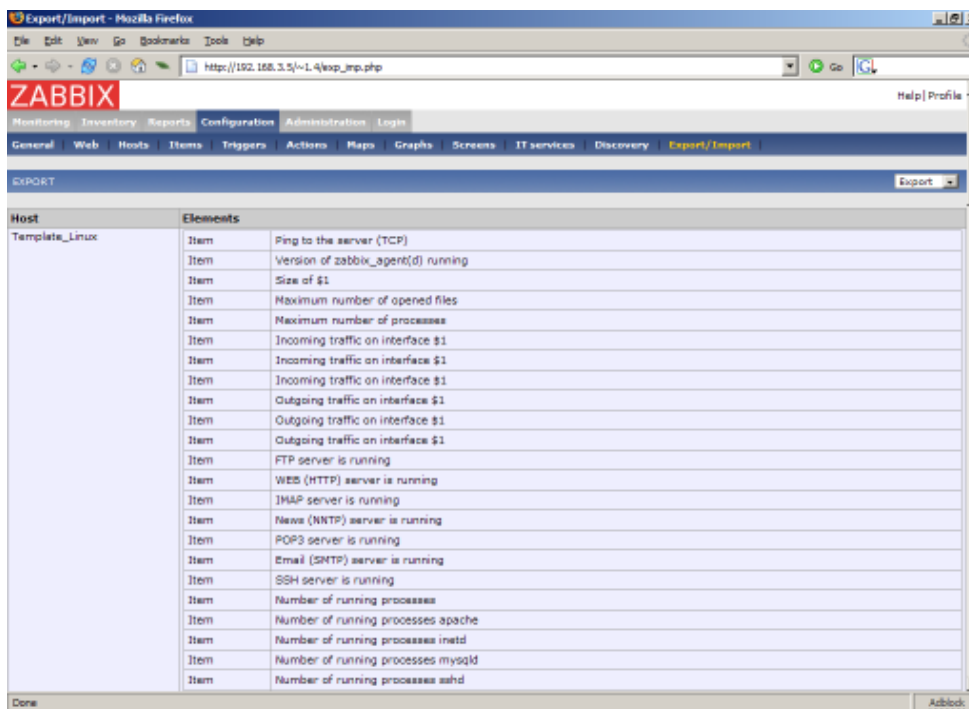 Export/Import - Mozilla Firefox
File Edit View Go Bookmarks Tools Help
http://192.168.3.5/~1.4/exp_imp.php Go
ZABBIX Help | Profile
Monitoring Inventory Reports Configuration Administration Login
General Web Hosts Items Triggers Actions Maps Graphs Screens IT services Discovery Export/Import
EXPORT Export
Host Elements
Template_Linux Item Ping to the server (TCP)
Item Version of zabbix_agent(d) running
Item Size of $1
Item Maximum number of opened files
Item Maximum number of processes
Item Incoming traffic on interface $1
Item Incoming traffic on interface $1
Item Incoming traffic on interface $1
Item Outgoing traffic on interface $1
Item Outgoing traffic on interface $1
Item Outgoing traffic on interface $1
Item FTP server is running
Item WEB (HTTP) server is running
Item IMAP server is running
Item News (NNTP) server is running
Item POP3 server is running
Item Email (SMTP) server is running
Item SSH server is running
Item Number of running processes
Item Number of running processes apache
Item Number of running processes inetd
Item Number of running processes mysqld
Item Number of running processes sshd
Done Adblock